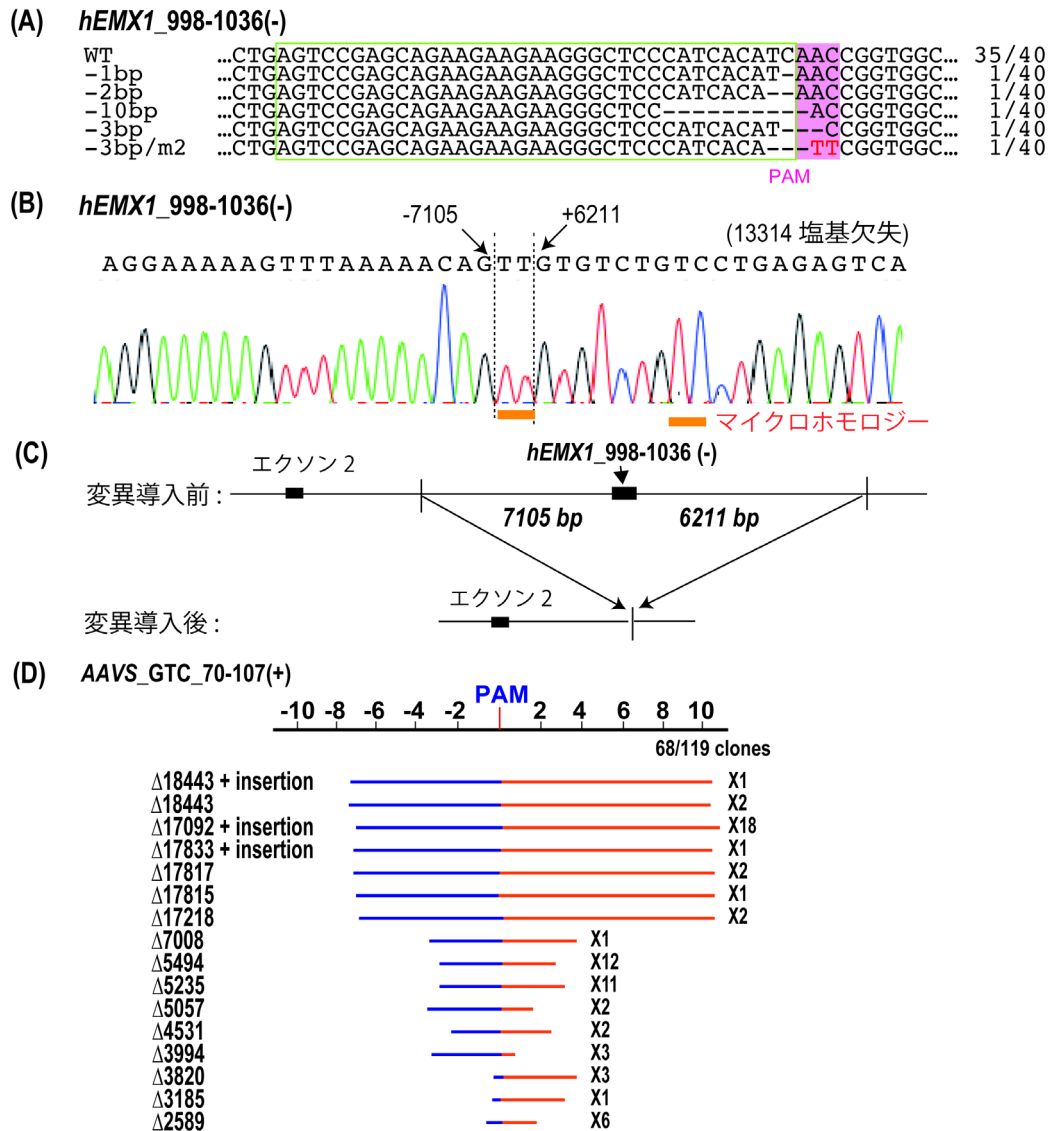 (A) hEMX1_998-1036(-)
WT …CTGAGTCCGAGCAGAAGAAGAAGGGCTCCCATCACATCAACCGGTGGC… 35/40
-1bp …CTGAGTCCGAGCAGAAGAAGAAGGGCTCCCATCACAT-AACCGGTGGC… 1/40
-2bp …CTGAGTCCGAGCAGAAGAAGAAGGGCTCCCATCACA--AACCGGTGGC… 1/40
-10bp …CTGAGTCCGAGCAGAAGAAGAAGGGCTCC----------ACCGGTGGC… 1/40
-3bp …CTGAGTCCGAGCAGAAGAAGAAGGGCTCCCATCACAT---CCGGTGGC… 1/40
-3bp/m2 …CTGAGTCCGAGCAGAAGAAGAAGGGCTCCCATCACA---TTCGGTGGC… 1/40
PAM
(B) hEMX1_998-1036(-)
-7105 +6211 (13314 塩基欠失)
AGGAAAAAGTTTAAAAACAGTTGTGTCTGTCCTGAGAGTCA
マイクロホモロジー
(C) hEMX1_998-1036 (-)
エクソン 2
変異導入前 :
7105 bp 6211 bp
エクソン 2
変異導入後 :
(D) AAVS_GTC_70-107(+)
PAM
-10 -8 -6 -4 -2 2 4 6 8 10
68/119 clones
Δ18443 + insertion X1
Δ18443 X2
Δ17092 + insertion X18
Δ17833 + insertion X1
Δ17817 X2
Δ17815 X1
Δ17218 X2
Δ7008 X1
Δ5494 X12
Δ5235 X11
Δ5057 X2
Δ4531 X2
Δ3994 X3
Δ3820 X3
Δ3185 X1
Δ2589 X6